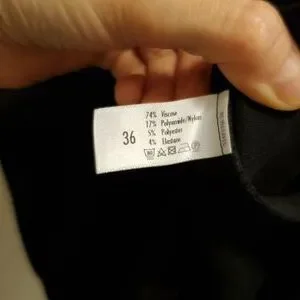 36
74% Viscose
17% Polyamide/Nylon
5% Polyester
4% Elastane